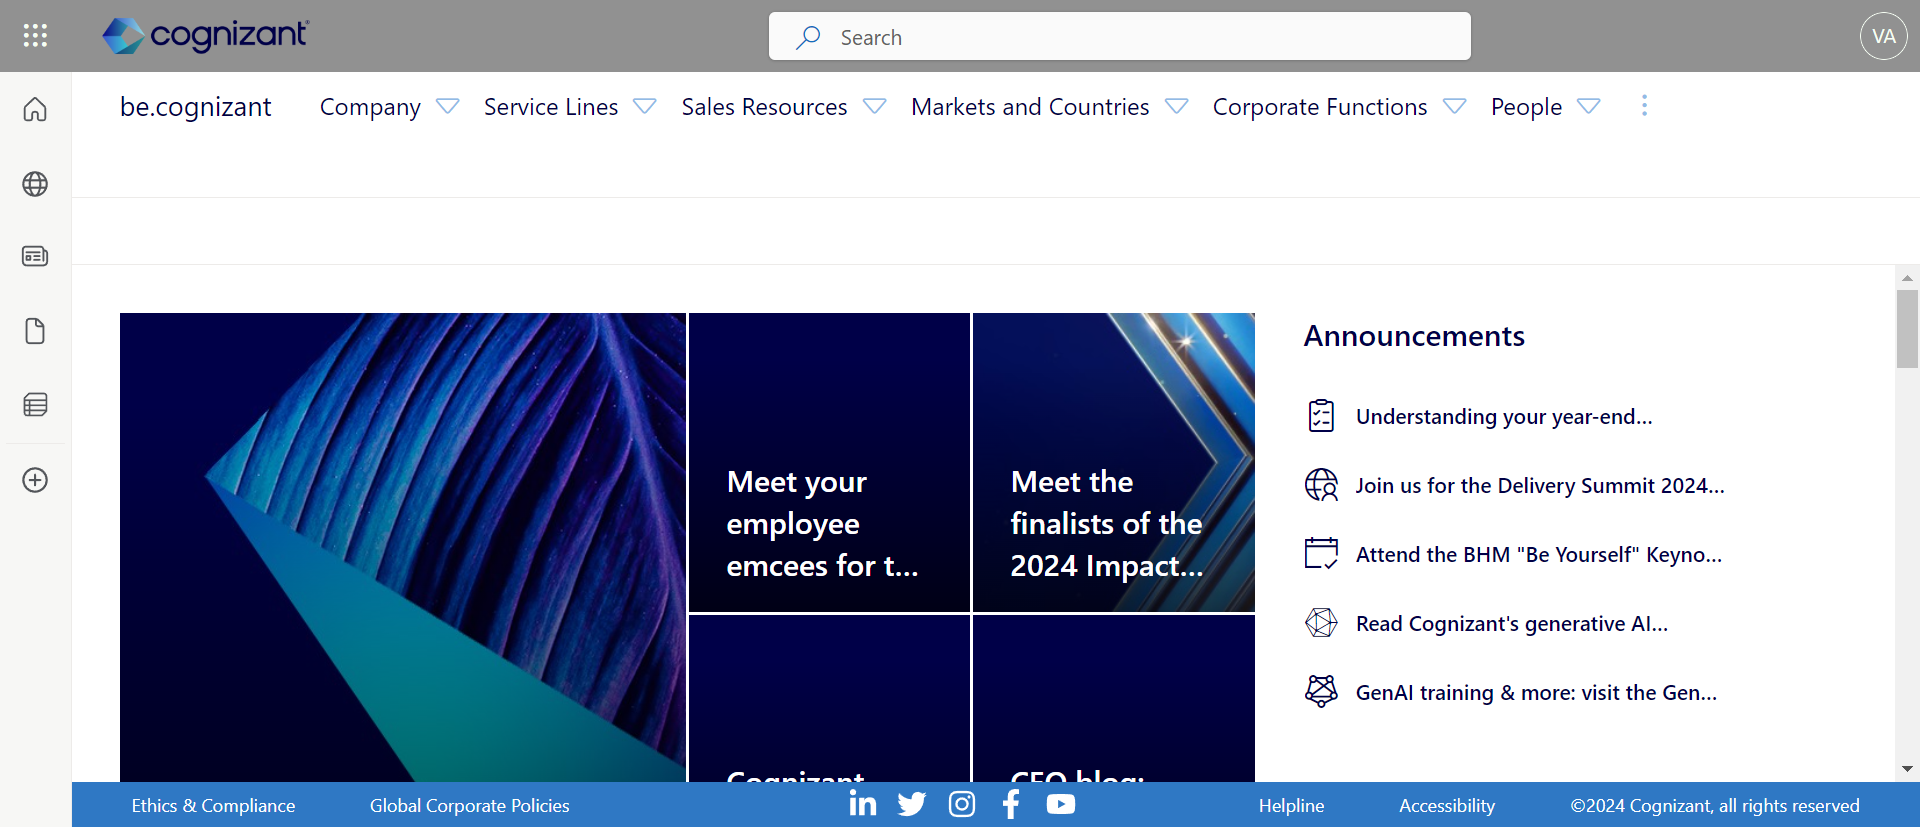 cognizant
Search
VA
be.cognizant
Company
Service Lines
Sales Resources
Markets and Countries
Corporate Functions
People
Meet your
employee
emcees for t...
Meet the
finalists of the
2024 Impact...
Cognizant
CEO blog:
Announcements
Understanding your year-end...
Join us for the Delivery Summit 2024...
Attend the BHM "Be Yourself" Keyno...
Read Cognizant's generative AI...
GenAI training & more: visit the Gen...
Ethics & Compliance
Global Corporate Policies
Helpline
Accessibility
©2024 Cognizant, all rights reserved